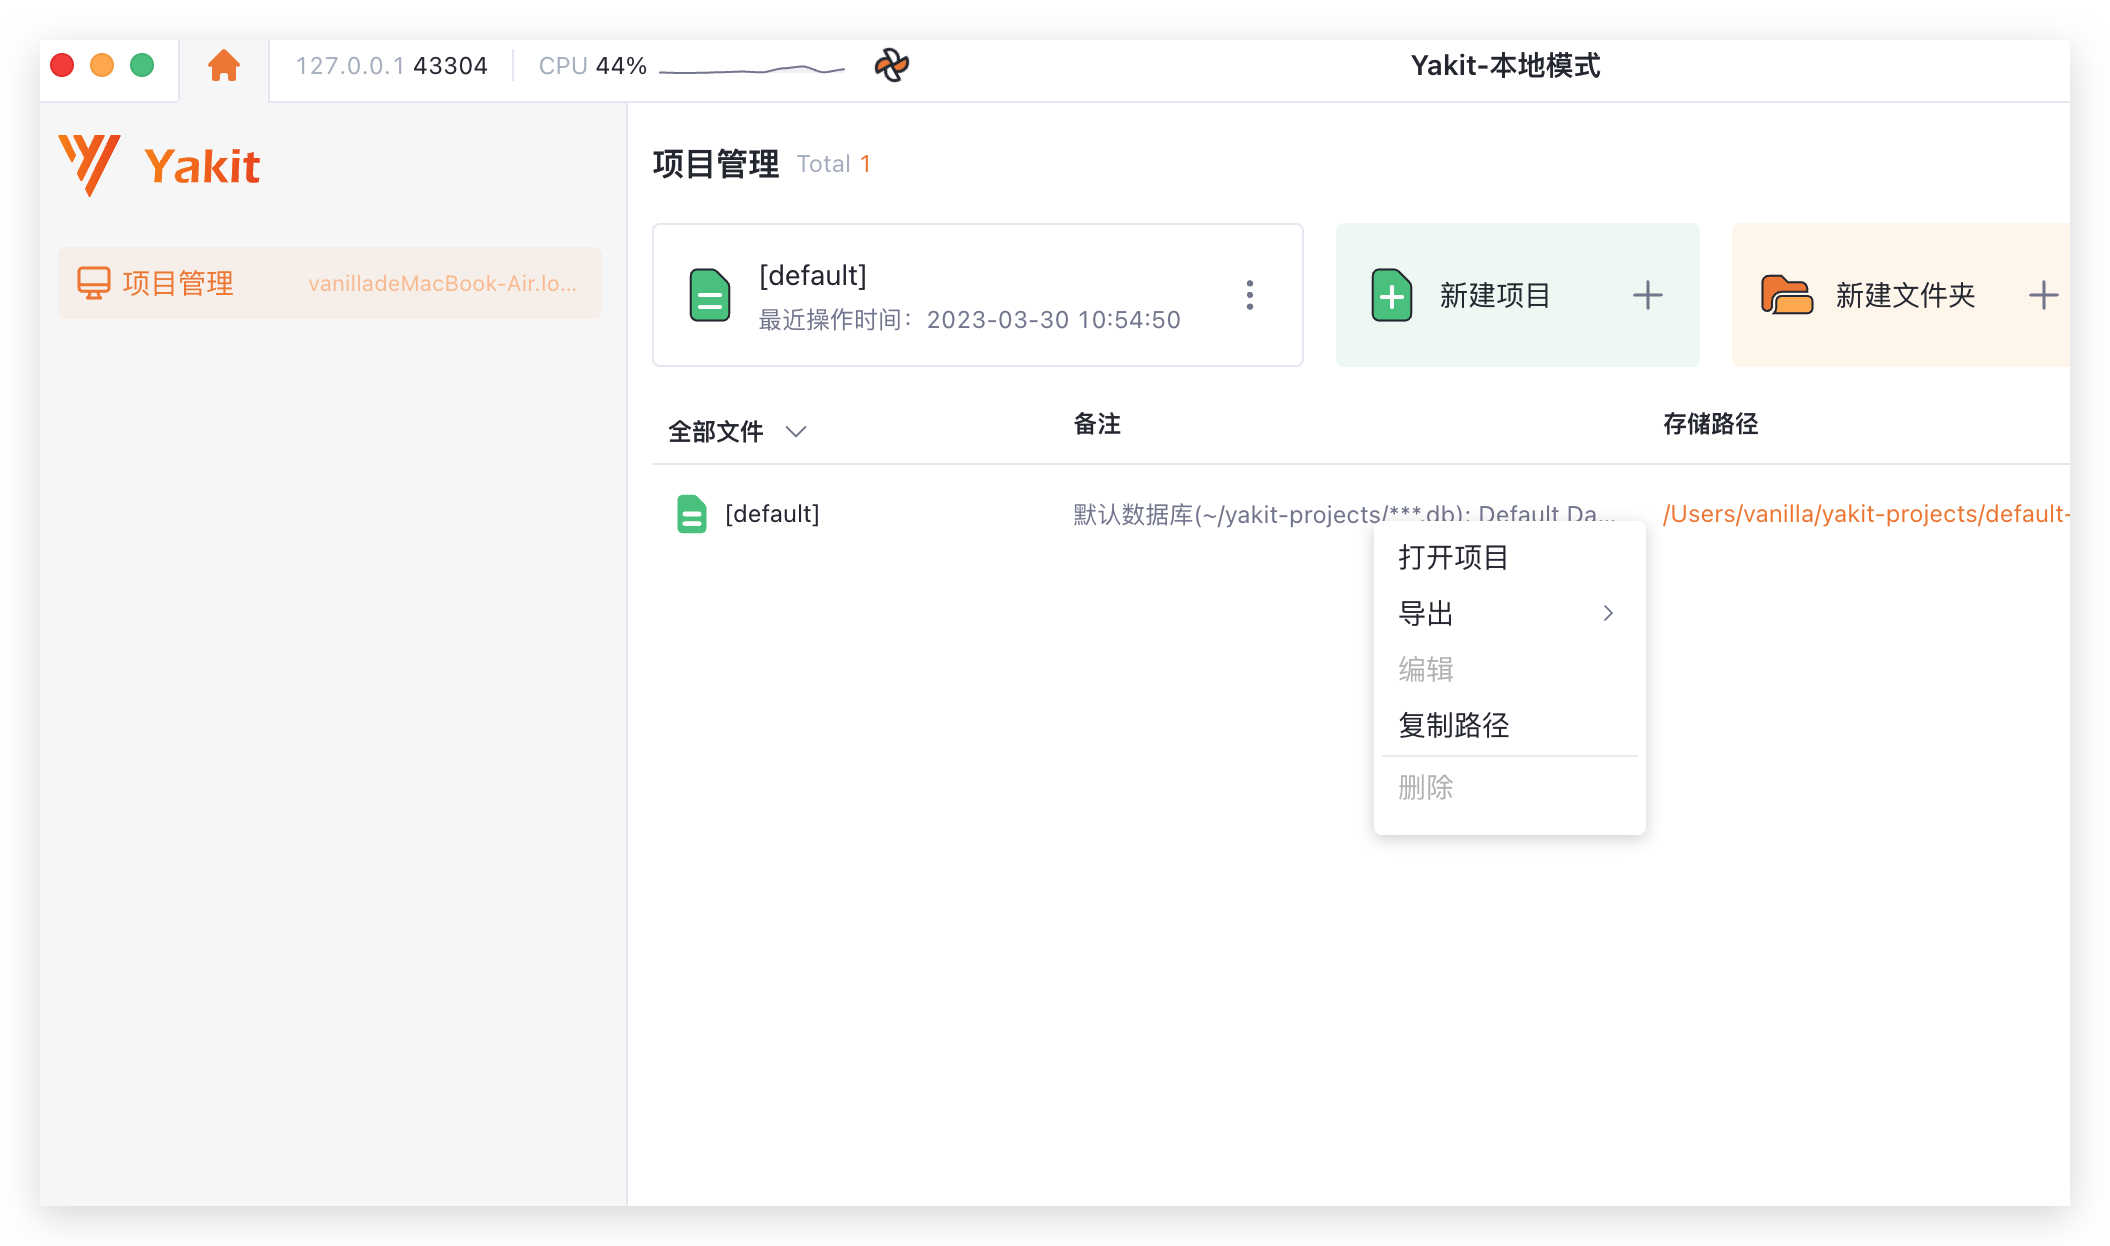 127.0.0.1 43304
CPU 44%
Yakit-本地模式
Yakit
项目管理
vanilladeMacBook-Air.lo...
项目管理 Total 1
[default]
最近操作时间：2023-03-30 10:54:50
新建项目
新建文件夹
全部文件
备注
存储路径
[default]
默认数据库(~/yakit-projects/***.db): Default Da...
/Users/vanilla/yakit-projects/default-
打开项目
导出
编辑
复制路径
删除